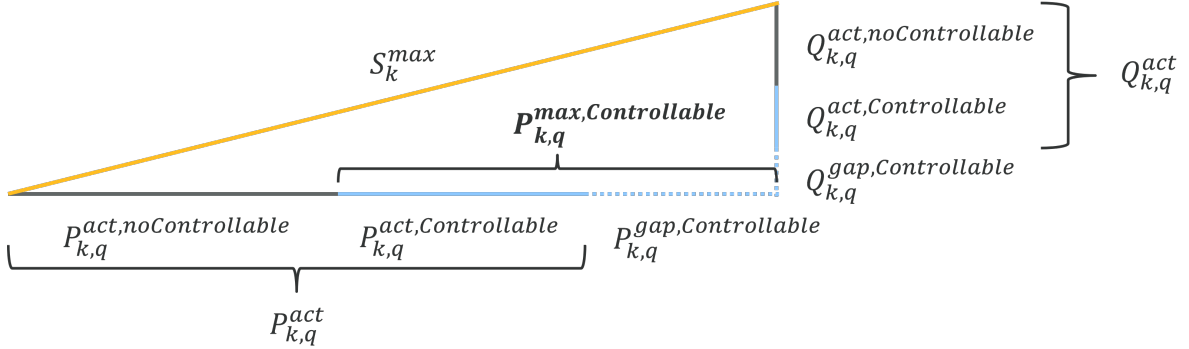 S_k^{max}
Q_{k,q}^{act,noControllable}
Q_{k,q}^{act}
P_{k,q}^{max,Controllable}
Q_{k,q}^{act,Controllable}
Q_{k,q}^{gap,Controllable}
P_{k,q}^{act,noControllable}
P_{k,q}^{act,Controllable}
P_{k,q}^{gap,Controllable}
P_{k,q}^{act}